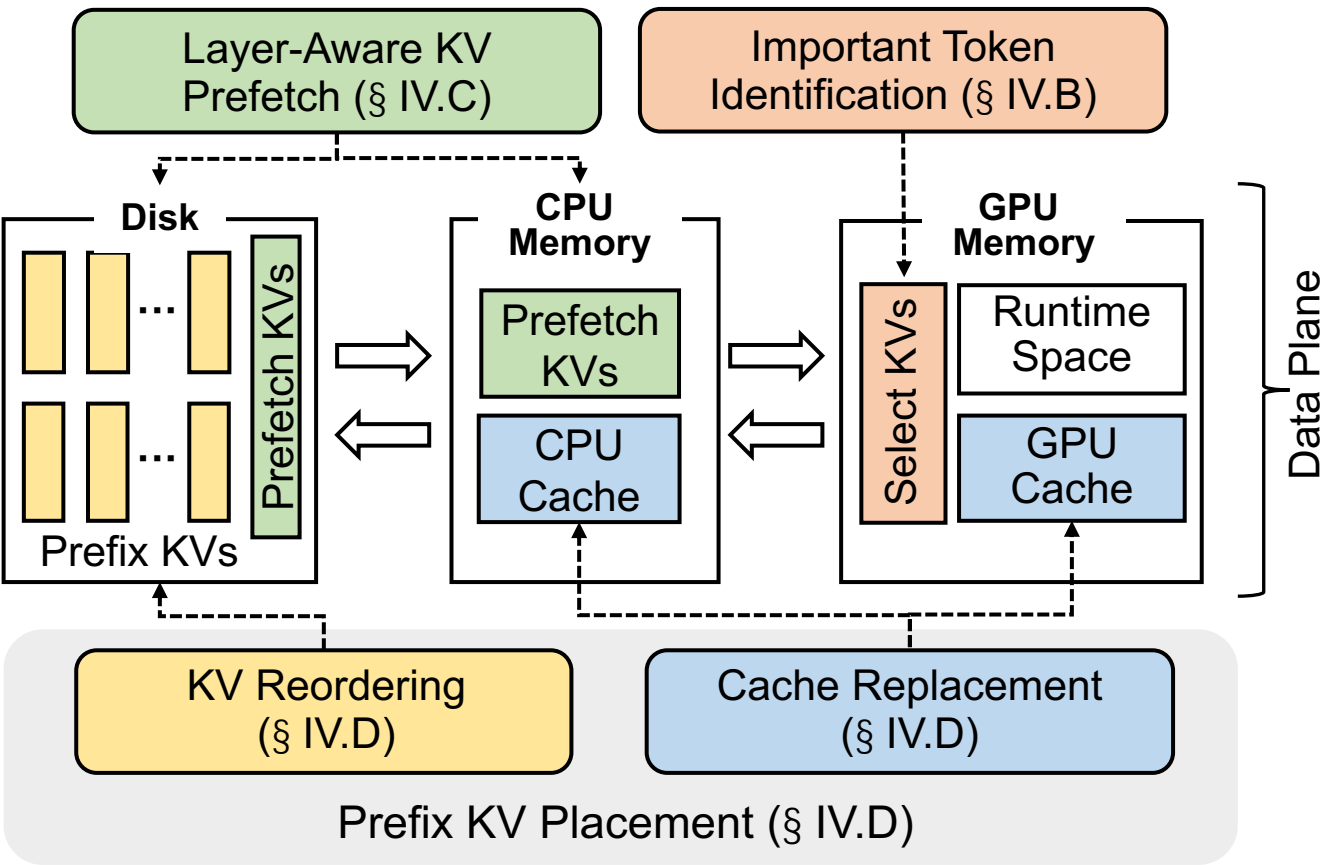 Layer-Aware KV
Prefetch (§ IV.C)
Important Token
Identification (§ IV.B)
Disk
Prefetch KVs
...
...
Prefix KVs
CPU
Memory
Prefetch
KVs
CPU
Cache
GPU
Memory
Select KVs
Runtime
Space
GPU
Cache
Data Plane
KV Reordering
(§ IV.D)
Cache Replacement
(§ IV.D)
Prefix KV Placement (§ IV.D)